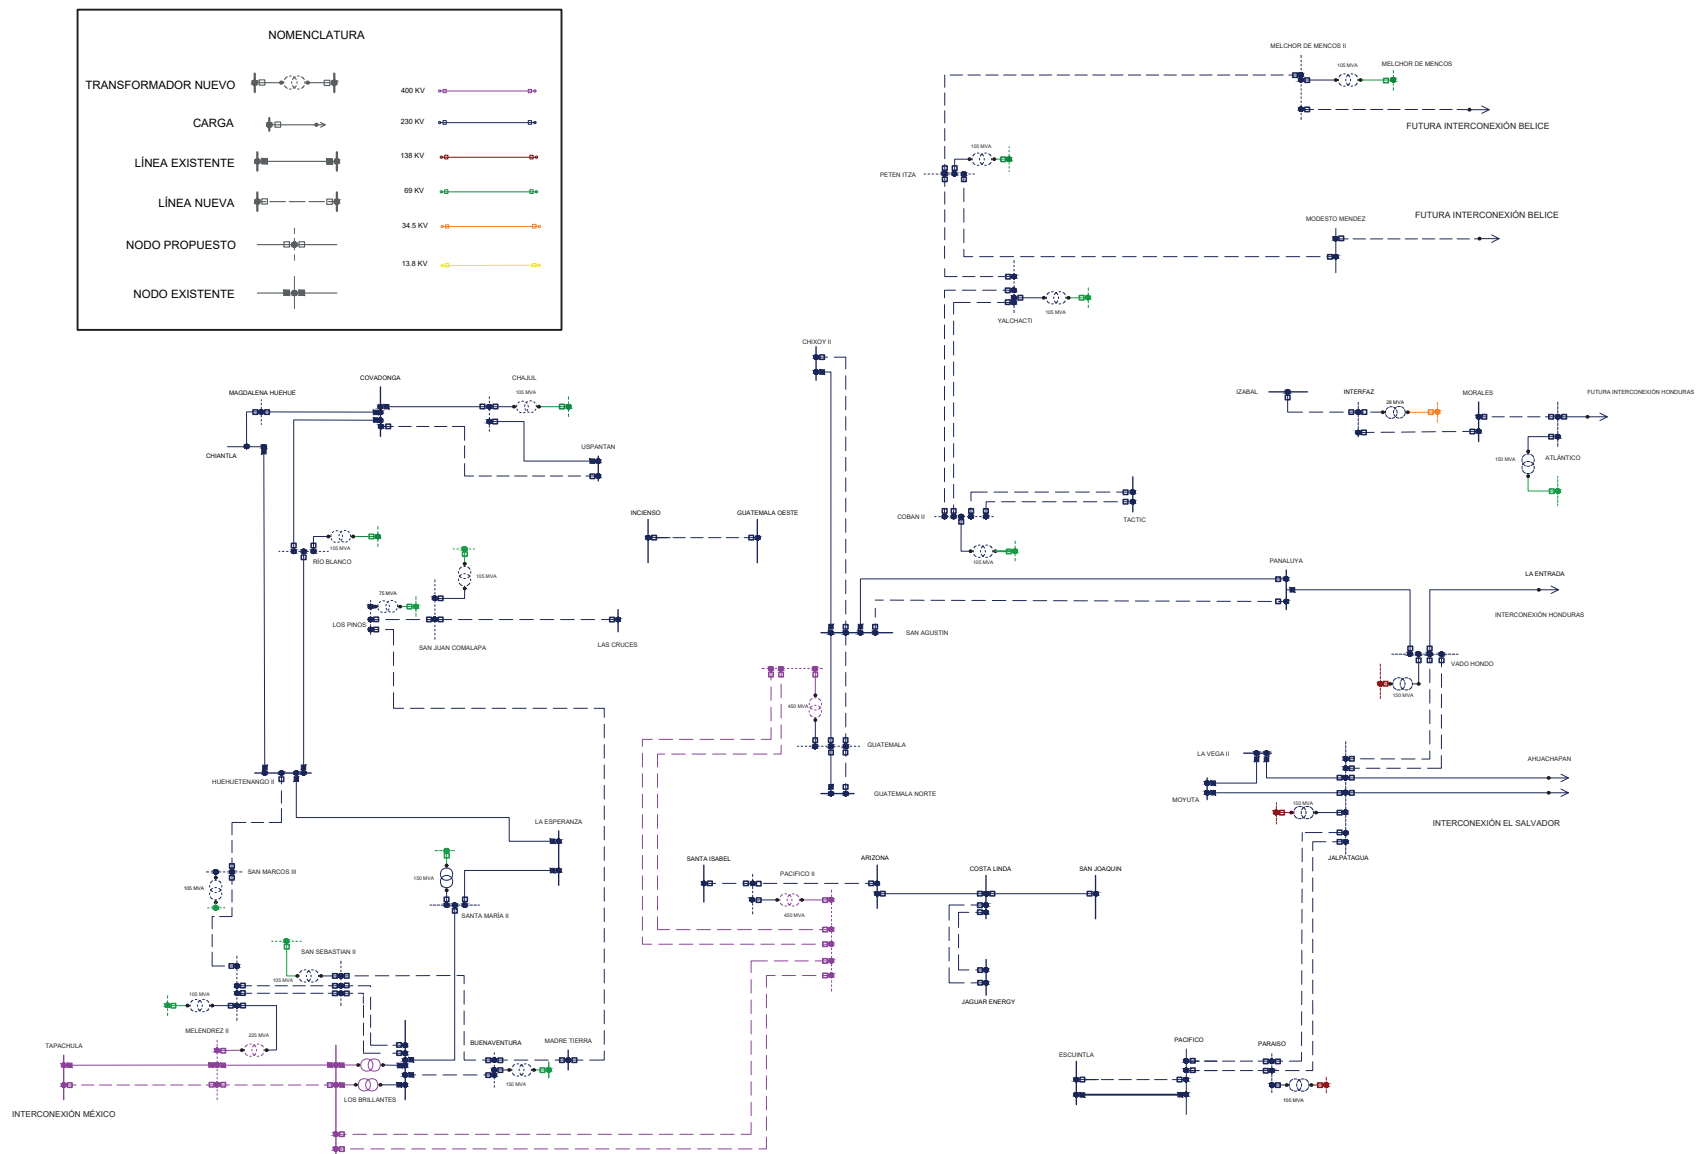 NOMENCLATURA
TRANSFORMADOR NUEVO
CARGA
LÍNEA EXISTENTE
LÍNEA NUEVA
NODO PROPUESTO
NODO EXISTENTE
400 KV
230 KV
138 KV
69 KV
34.5 KV
13.8 KV
MELCHOR DE MENCOS II
105 MVA
MELCHOR DE MENCOS
FUTURA INTERCONEXIÓN BELICE
105 MVA
PETEN ITZA
MODESTO MENDEZ
FUTURA INTERCONEXIÓN BELICE
105 MVA
YALCHACTI
CHIXOY II
COVADONGA
CHAJUL
105 MVA
MAGDALENA HUEHUE
CHIANTLA
USPANTAN
IZABAL
INTERFAZ
28 MVA
MORALES
FUTURA INTERCONEXIÓN HONDURAS
150 MVA
ATLÁNTICO
INCIENSO
GUATEMALA OESTE
COBAN II
TACTIC
105 MVA
105 MVA
RÍO BLANCO
105 MVA
75 MVA
LOS PINOS
SAN JUAN COMALAPA
LAS CRUCES
SAN AGUSTIN
PANALUYA
LA ENTRADA
INTERCONEXIÓN HONDURAS
VADO HONDO
150 MVA
450 MVA
GUATEMALA
GUATEMALA NORTE
LA VEGA II
AHUACHAPAN
MOYUTA
150 MVA
INTERCONEXIÓN EL SALVADOR
JALPATAGUA
HUEHUETENANGO II
LA ESPERANZA
SAN MARCOS III
105 MVA
150 MVA
SANTA MARÍA II
SANTA ISABEL
PACIFICO II
450 MVA
ARIZONA
COSTA LINDA
SAN JOAQUIN
JAGUAR ENERGY
SAN SEBASTIAN II
105 MVA
105 MVA
MELENDREZ II
225 MVA
TAPACHULA
INTERCONEXIÓN MÉXICO
LOS BRILLANTES
BUENAVENTURA
150 MVA
MADRE TIERRA
ESCUINTLA
PACIFICO
PARAISO
105 MVA